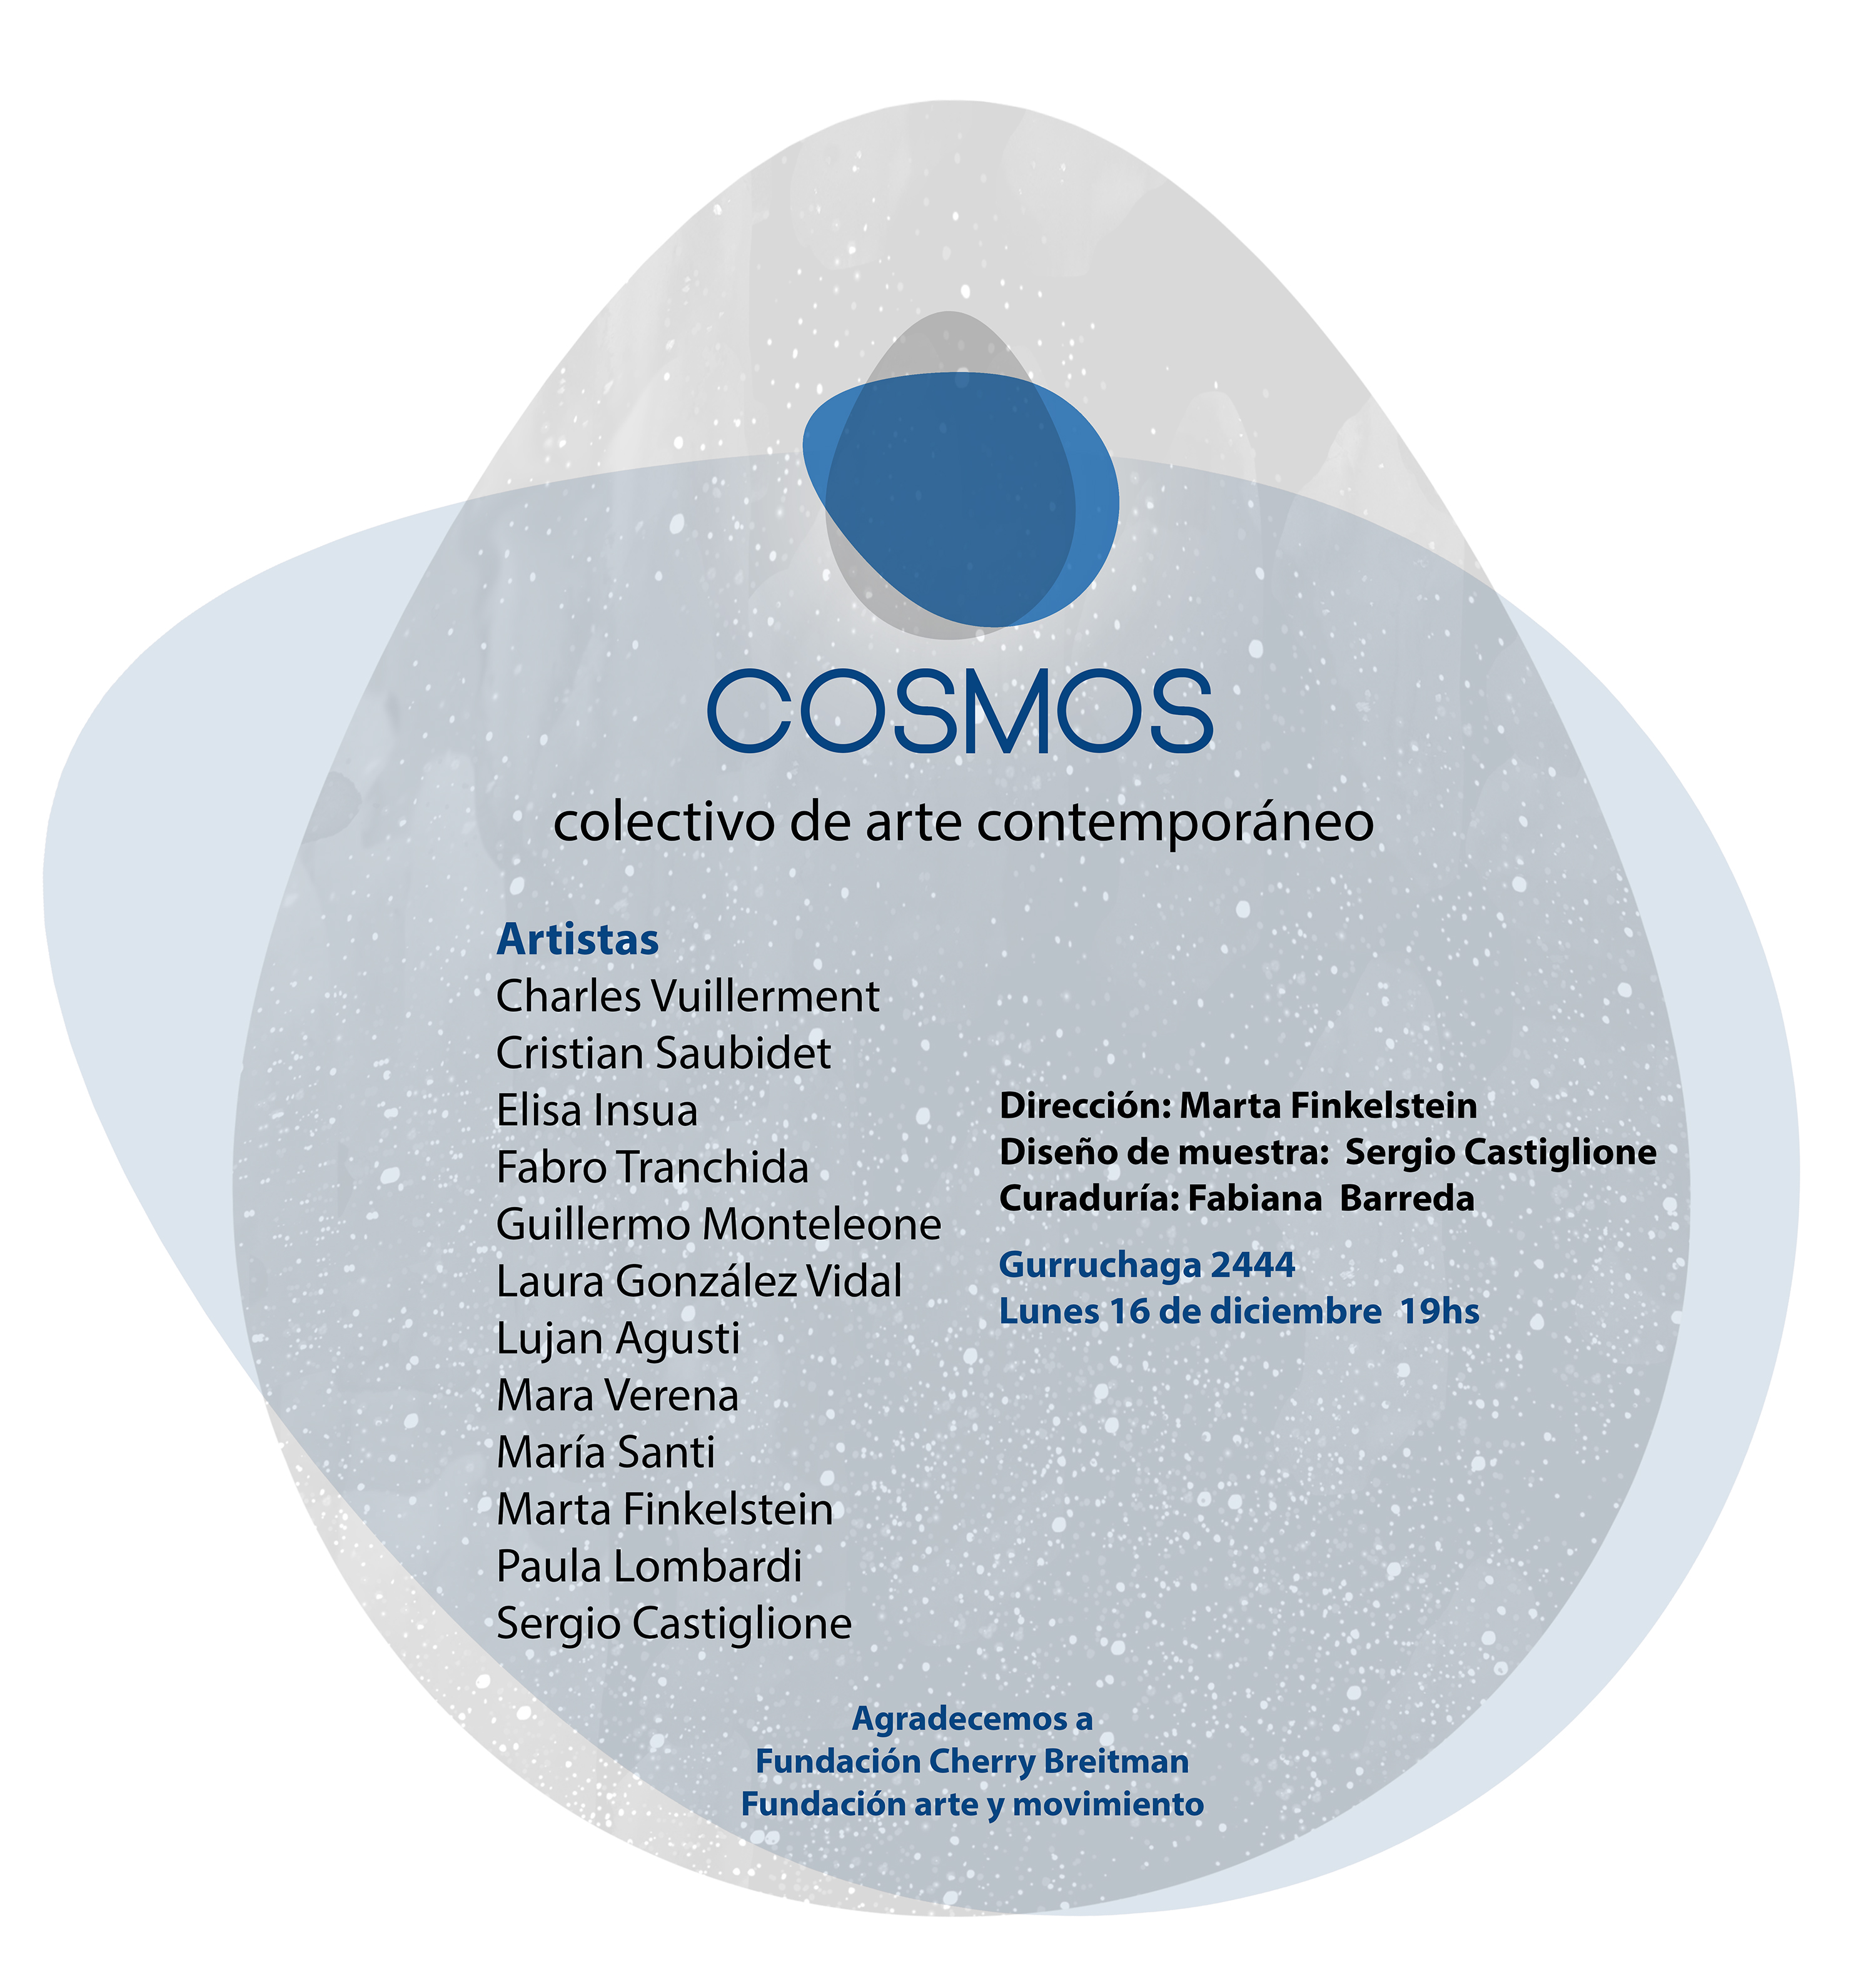 COSMOS
colectivo de arte contemporáneo
Artistas
Charles Vuillerment
Cristian Saubidet
Elisa Insua
Fabro Tranchida
Guillermo Monteleone
Laura González Vidal
Lujan Agusti
Mara Verena
María Santi
Marta Finkelstein
Paula Lombardi
Sergio Castiglione
Dirección: Marta Finkelstein
Diseño de muestra: Sergio Castiglione
Curaduría: Fabiana Barreda
Gurruchaga 2444
Lunes 16 de diciembre 19hs
Agradecemos a
Fundación Cherry Breitman
Fundación arte y movimiento